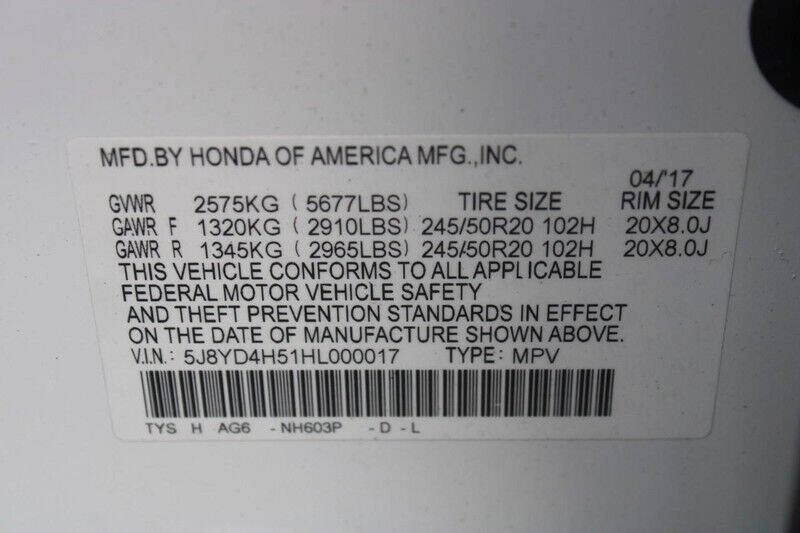 MFD.BY HONDA OF AMERICA MFG.,INC.
04/'17
GVWR 2575KG ( 5677LBS) TIRE SIZE RIM SIZE
GAWR F 1320KG ( 2910LBS) 245/50R20 102H 20X8.0J
GAWR R 1345KG ( 2965LBS) 245/50R20 102H 20X8.0J
THIS VEHICLE CONFORMS TO ALL APPLICABLE
FEDERAL MOTOR VEHICLE SAFETY
AND THEFT PREVENTION STANDARDS IN EFFECT
ON THE DATE OF MANUFACTURE SHOWN ABOVE.
V.I.N.: 5J8YD4H51HL000017 TYPE: MPV
TYS H AG6 - NH603P - D - L